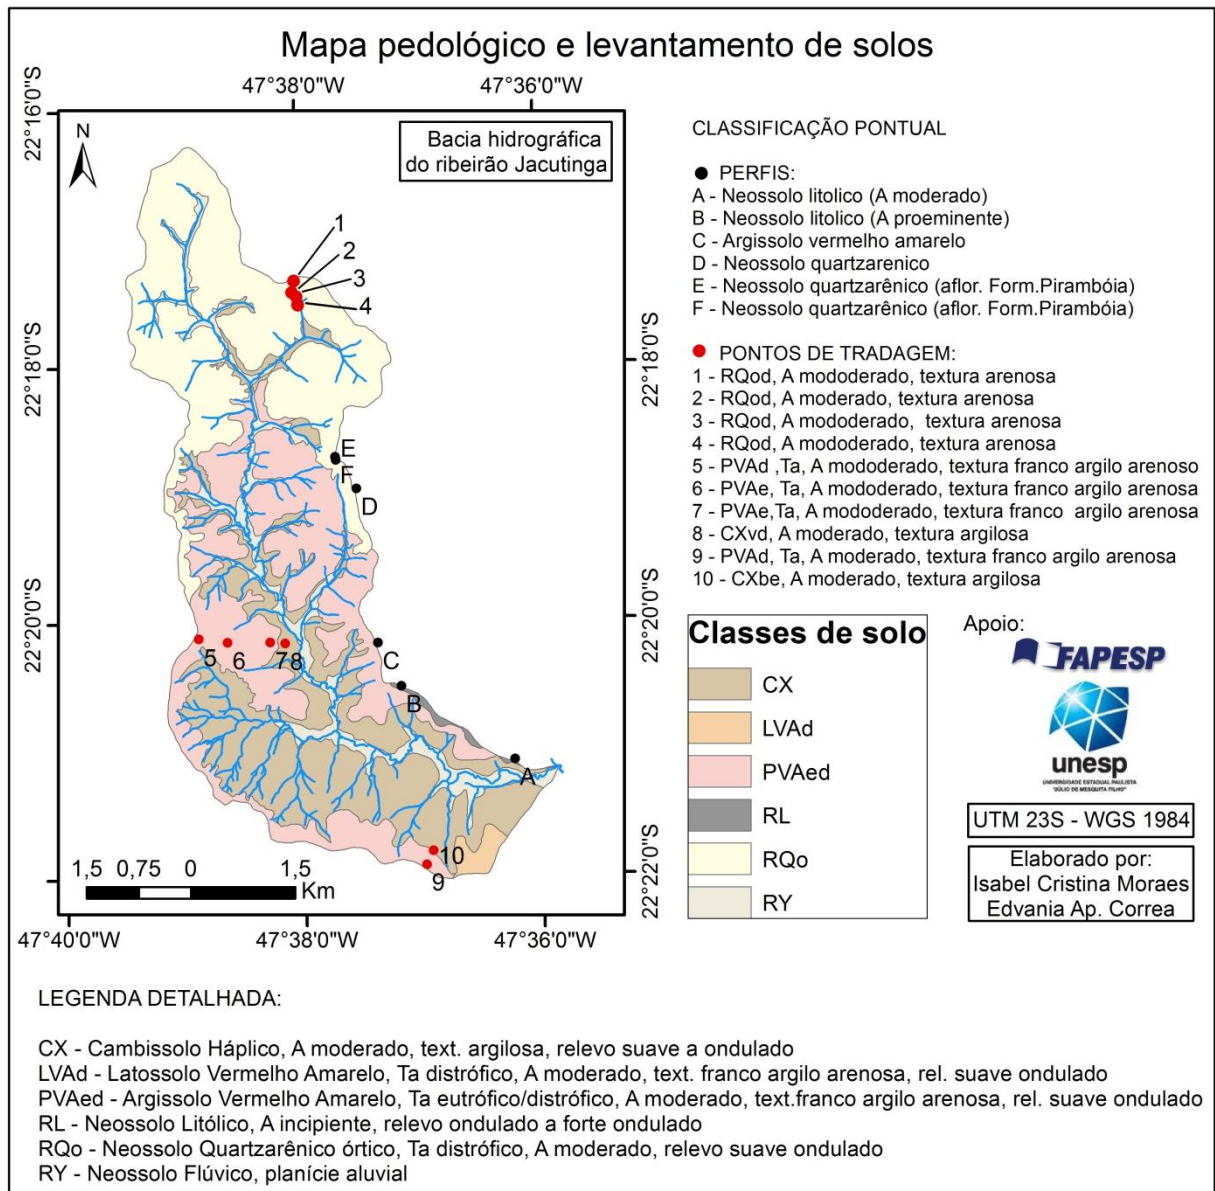 Mapa pedológico e levantamento de solos
47°38'0"W
47°36'0"W
22°16'0"S
N
Bacia hidrográfica
do ribeirão Jacutinga
1
2
3
4
22°18'0"S
22°18'0"S
E
F
D
22°20'0"S
22°20'0"S
5
6
7
8
C
B
A
10
9
22°22'0"S
1,5 0,75 0 1,5
Km
47°40'0"W
47°38'0"W
47°36'0"W
CLASSIFICAÇÃO PONTUAL
PERFIS:
A - Neossolo litolico (A moderado)
B - Neossolo litolico (A proeminente)
C - Argissolo vermelho amarelo
D - Neossolo quartzarenico
E - Neossolo quartzarênico (aflor. Form.Pirambóia)
F - Neossolo quartzarênico (aflor. Form.Pirambóia)
PONTOS DE TRADAGEM:
1 - RQod, A mododerado, textura arenosa
2 - RQod, A moderado, textura arenosa
3 - RQod, A mododerado, textura arenosa
4 - RQod, A mododerado, textura arenosa
5 - PVAd ,Ta, A mododerado, textura franco argilo arenoso
6 - PVAe, Ta, A mododerado, textura franco argilo arenosa
7 - PVAe,Ta, A mododerado, textura franco argilo arenosa
8 - CXvd, A moderado, textura argilosa
9 - PVAd, Ta, A moderado, textura franco argilo arenosa
10 - CXbe, A moderado, textura argilosa
Classes de solo
CX
LVAd
PVAed
RL
RQo
RY
Apoio:
FAPESP
unesp
UNIVERSIDADE ESTADUAL PAULISTA
"JÚLIO DE MESQUITA FILHO"
UTM 23S - WGS 1984
Elaborado por:
Isabel Cristina Moraes
Edvania Ap. Correa
LEGENDA DETALHADA:
CX - Cambissolo Háplico, A moderado, text. argilosa, relevo suave a ondulado
LVAd - Latossolo Vermelho Amarelo, Ta distrófico, A moderado, text. franco argilo arenosa, rel. suave ondulado
PVAed - Argissolo Vermelho Amarelo, Ta eutrófico/distrófico, A moderado, text.franco argilo arenosa, rel. suave ondulado
RL - Neossolo Litólico, A incipiente, relevo ondulado a forte ondulado
RQo - Neossolo Quartzarênico órtico, Ta distrófico, A moderado, relevo suave ondulado
RY - Neossolo Flúvico, planície aluvial